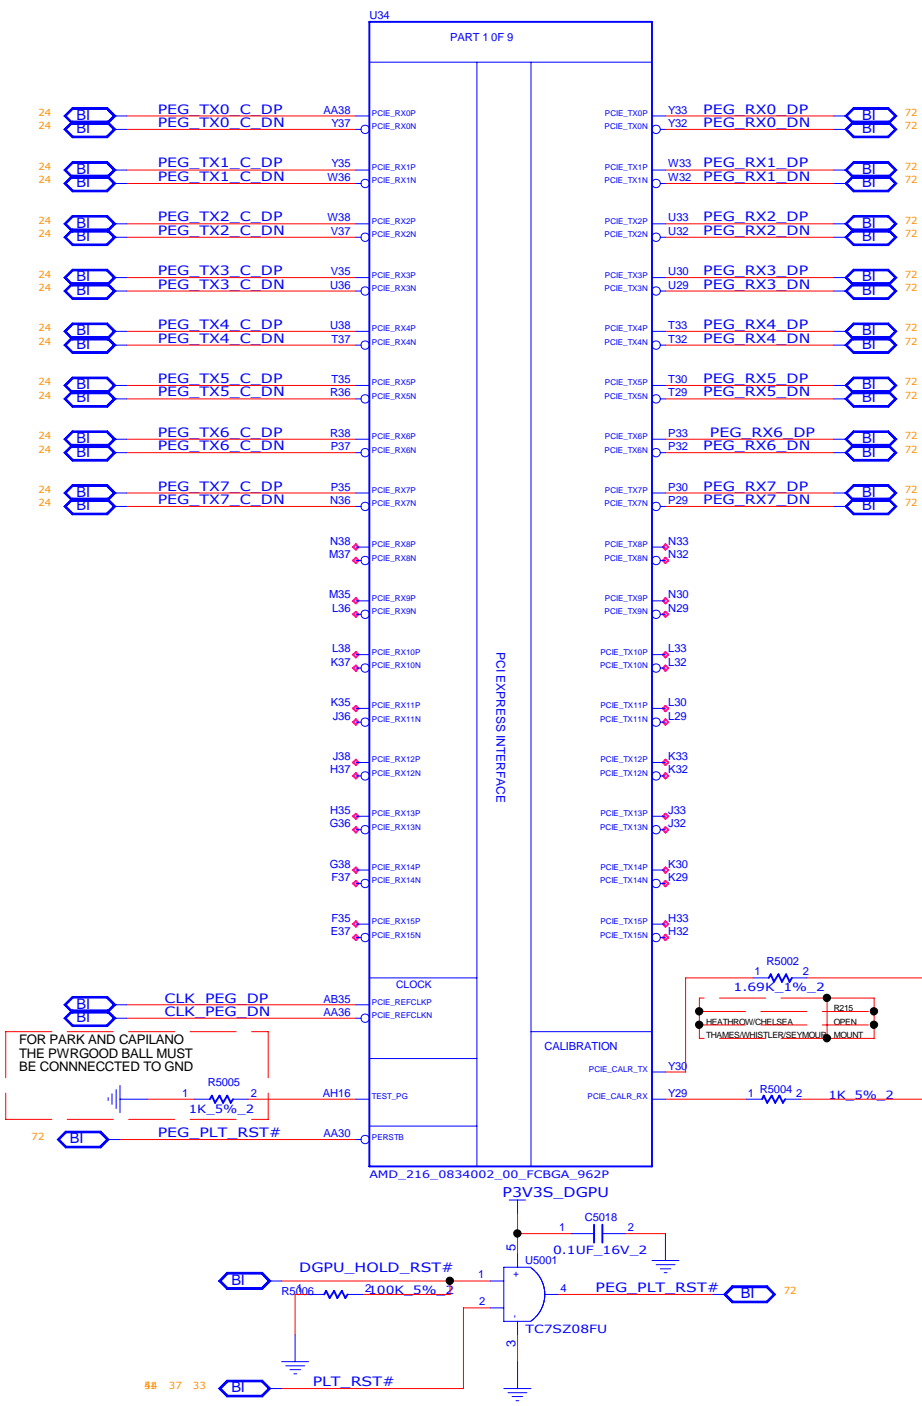 U34
PART 1 0F 9
24 BI PEG_TX0_C_DP AA38 PCIE_RX0P PCIE_TX0P Y33 PEG_RX0_DP BI 72
24 BI PEG_TX0_C_DN Y37 PCIE_RX0N PCIE_TX0N Y32 PEG_RX0_DN BI 72
24 BI PEG_TX1_C_DP Y35 PCIE_RX1P PCIE_TX1P W33 PEG_RX1_DP BI 72
24 BI PEG_TX1_C_DN W36 PCIE_RX1N PCIE_TX1N W32 PEG_RX1_DN BI 72
24 BI PEG_TX2_C_DP W38 PCIE_RX2P PCIE_TX2P U33 PEG_RX2_DP BI 72
24 BI PEG_TX2_C_DN V37 PCIE_RX2N PCIE_TX2N U32 PEG_RX2_DN BI 72
24 BI PEG_TX3_C_DP V35 PCIE_RX3P PCIE_TX3P U30 PEG_RX3_DP BI 72
24 BI PEG_TX3_C_DN U36 PCIE_RX3N PCIE_TX3N U29 PEG_RX3_DN BI 72
24 BI PEG_TX4_C_DP U38 PCIE_RX4P PCIE_TX4P T33 PEG_RX4_DP BI 72
24 BI PEG_TX4_C_DN T37 PCIE_RX4N PCIE_TX4N T32 PEG_RX4_DN BI 72
24 BI PEG_TX5_C_DP T35 PCIE_RX5P PCIE_TX5P T30 PEG_RX5_DP BI 72
24 BI PEG_TX5_C_DN R36 PCIE_RX5N PCIE_TX5N T29 PEG_RX5_DN BI 72
24 BI PEG_TX6_C_DP R38 PCIE_RX6P PCIE_TX6P P33 PEG_RX6_DP BI 72
24 BI PEG_TX6_C_DN P37 PCIE_RX6N PCIE_TX6N P32 PEG_RX6_DN BI 72
24 BI PEG_TX7_C_DP P35 PCIE_RX7P PCIE_TX7P P30 PEG_RX7_DP BI 72
24 BI PEG_TX7_C_DN N36 PCIE_RX7N PCIE_TX7N P29 PEG_RX7_DN BI 72
N38 PCIE_RX8P PCIE_TX8P N33
M37 PCIE_RX8N PCIE_TX8N N32
M35 PCIE_RX9P PCIE_TX9P N30
L36 PCIE_RX9N PCIE_TX9N N29
L38 PCIE_RX10P PCIE_TX10P L33
K37 PCIE_RX10N PCIE_TX10N L32
PCI EXPRESS INTERFACE
K35 PCIE_RX11P PCIE_TX11P L30
J36 PCIE_RX11N PCIE_TX11N L29
J38 PCIE_RX12P PCIE_TX12P K33
H37 PCIE_RX12N PCIE_TX12N K32
H35 PCIE_RX13P PCIE_TX13P J33
G36 PCIE_RX13N PCIE_TX13N J32
G38 PCIE_RX14P PCIE_TX14P K30
F37 PCIE_RX14N PCIE_TX14N K29
F35 PCIE_RX15P PCIE_TX15P H33
E37 PCIE_RX15N PCIE_TX15N H32
R5002
1 2
1.69K_1%_2
CLOCK
BI CLK_PEG_DP AB35 PCIE_REFCLKP
BI CLK_PEG_DN AA36 PCIE_REFCLKN
R215
HEATHROW/CHELSEA OPEN
THAMES/WHISTLER/SEYMOUR MOUNT
FOR PARK AND CAPILANO
THE PWRGOOD BALL MUST
BE CONNNECCTED TO GND
CALIBRATION
PCIE_CALR_TX Y30
R5005
1 2
1K_5%_2
AH16 TEST_PG
PCIE_CALR_RX Y29 1 R5004 2 1K_5%_2
72 BI PEG_PLT_RST# AA30 PERSTB
AMD_216_0834002_00_FCBGA_962P
P3V3S_DGPU
C5018
1 2
0.1UF_16V_2
5
U5001
BI DGPU_HOLD_RST# 1 +
R5006 1 2 100K_5%_2
2 -
4 PEG_PLT_RST# BI 72
TC7SZ08FU
3
37 33 BI PLT_RST#